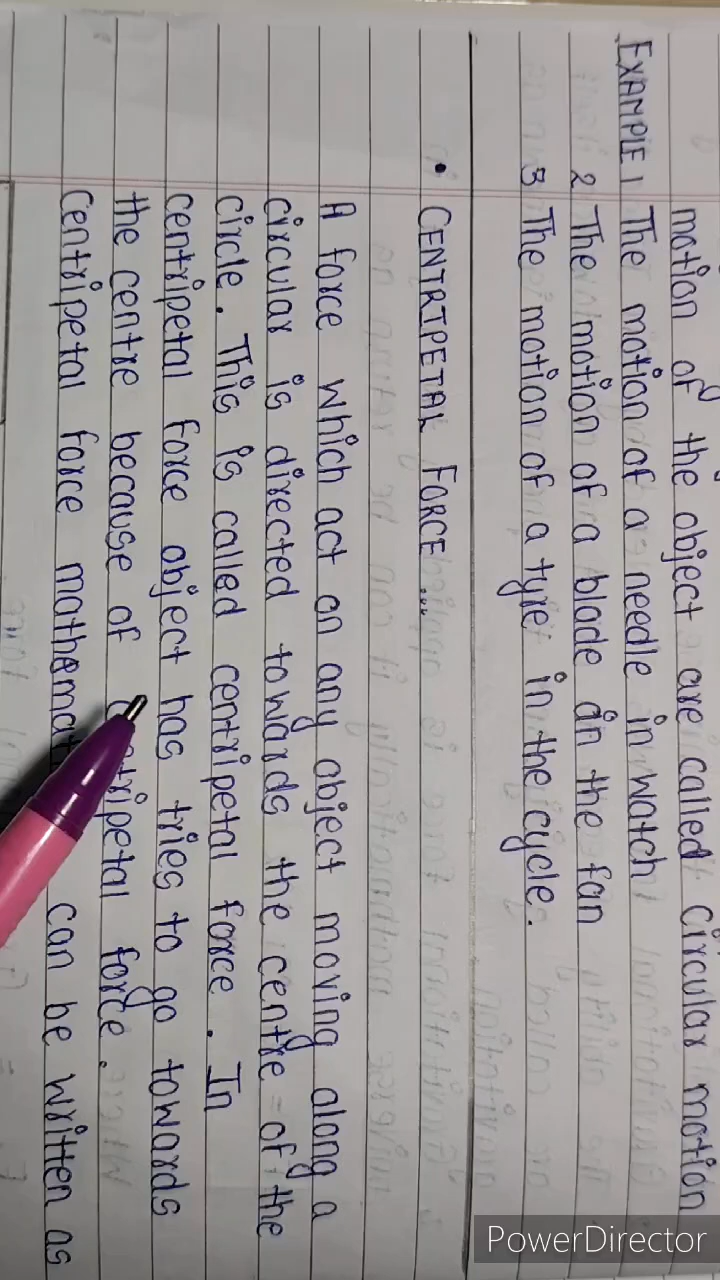 motion of the object are called circular motion
EXAMPLE 1 The motion of a needle in watch
2 The motion of a blade in the fan
3 The motion of a tyre in the cycle.
• CENTRIPETAL FORCE...
A force which act on any object moving along a
circular is directed towards the centre of the
circle. This is called centripetal force. In
centripetal force object has tries to go towards
the centre because of force.
Centripetal force can be written as
PowerDirector